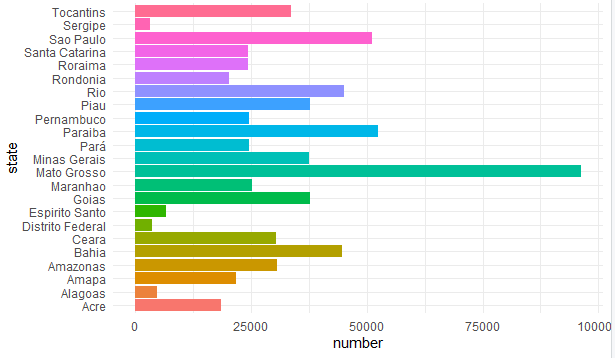 Tocantins
Sergipe
Sao Paulo
Santa Catarina
Roraima
Rondonia
Rio
Piau
Pernambuco
Paraiba
Pará
Minas Gerais
Mato Grosso
Maranhao
Goias
Espirito Santo
Distrito Federal
Ceara
Bahia
Amazonas
Amapa
Alagoas
Acre
state
0 25000 50000 75000 100000
number